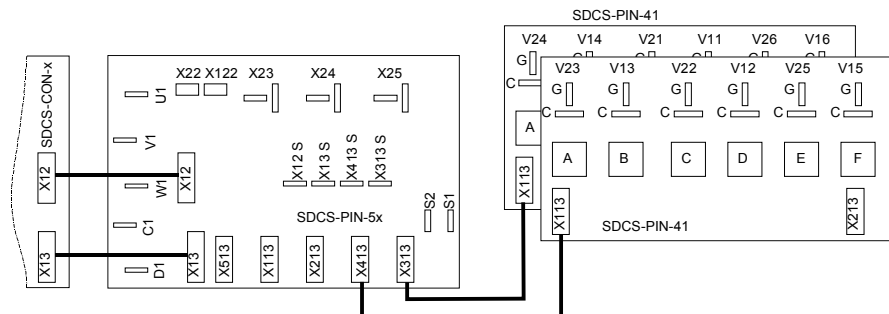 SDCS-PIN-41
V24 V14 V21 V11 V26 V16
G
C
A
X113
V23 V13 V22 V12 V25 V15
G G G G G G
C C C C C C
A B C D E F
X113 X213
SDCS-PIN-41
SDCS-CON-x
X12
X13
X22 X122 X23 X24 X25
U1
V1
W1
C1
D1
X12
X12 S X13 S X413 S X313 S
S2 S1
SDCS-PIN-5x
X13 X513 X113 X213 X413 X313